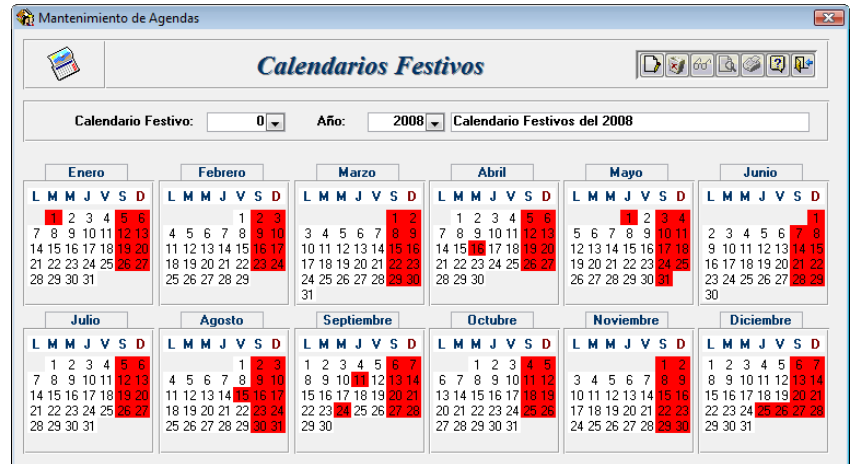 Mantenimiento de Agendas
Calendarios Festivos
Calendario Festivo: 0 Año: 2008 Calendario Festivos del 2008
Enero Febrero Marzo Abril Mayo Junio
L M M J V S D L M M J V S D L M M J V S D L M M J V S D L M M J V S D L M M J V S D
1 2 3 4 5 6 1 2 3 1 2 1 2 3 4 5 6 1 2 3 4 1
7 8 9 10 11 12 13 4 5 6 7 8 9 10 3 4 5 6 7 8 9 7 8 9 10 11 12 13 5 6 7 8 9 10 11 2 3 4 5 6 7 8
14 15 16 17 18 19 20 11 12 13 14 15 16 17 10 11 12 13 14 15 16 14 15 16 17 18 19 20 12 13 14 15 16 17 18 9 10 11 12 13 14 15
21 22 23 24 25 26 27 18 19 20 21 22 23 24 17 18 19 20 21 22 23 21 22 23 24 25 26 27 19 20 21 22 23 24 25 16 17 18 19 20 21 22
28 29 30 31 25 26 27 28 29 24 25 26 27 28 29 30 28 29 30 26 27 28 29 30 31 23 24 25 26 27 28 29
31 30
Julio Agosto Septiembre Octubre Noviembre Diciembre
L M M J V S D L M M J V S D L M M J V S D L M M J V S D L M M J V S D L M M J V S D
1 2 3 4 5 6 1 2 3 1 2 3 4 5 6 7 1 2 3 4 5 1 2 1 2 3 4 5 6 7
7 8 9 10 11 12 13 4 5 6 7 8 9 10 8 9 10 11 12 13 14 6 7 8 9 10 11 12 3 4 5 6 7 8 9 8 9 10 11 12 13 14
14 15 16 17 18 19 20 11 12 13 14 15 16 17 15 16 17 18 19 20 21 13 14 15 16 17 18 19 10 11 12 13 14 15 16 15 16 17 18 19 20 21
21 22 23 24 25 26 27 18 19 20 21 22 23 24 22 23 24 25 26 27 28 20 21 22 23 24 25 26 17 18 19 20 21 22 23 22 23 24 25 26 27 28
28 29 30 31 25 26 27 28 29 30 31 29 30 27 28 29 30 31 24 25 26 27 28 29 30 29 30 31